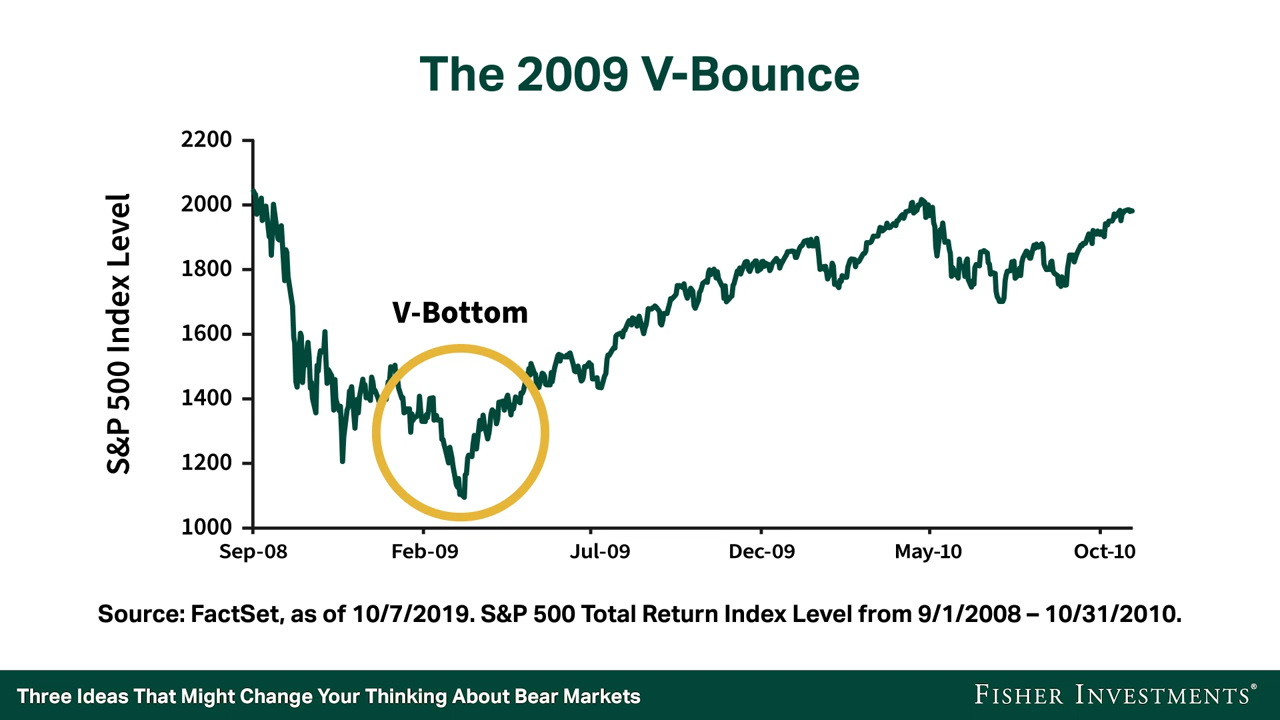 The 2009 V-Bounce
S&P 500 Index Level
2200
2000
1800
1600
1400
1200
1000
V-Bottom
Sep-08
Feb-09
Jul-09
Dec-09
May-10
Oct-10
Source: FactSet, as of 10/7/2019. S&P 500 Total Return Index Level from 9/1/2008 – 10/31/2010.
Three Ideas That Might Change Your Thinking About Bear Markets
FISHER INVESTMENTS®